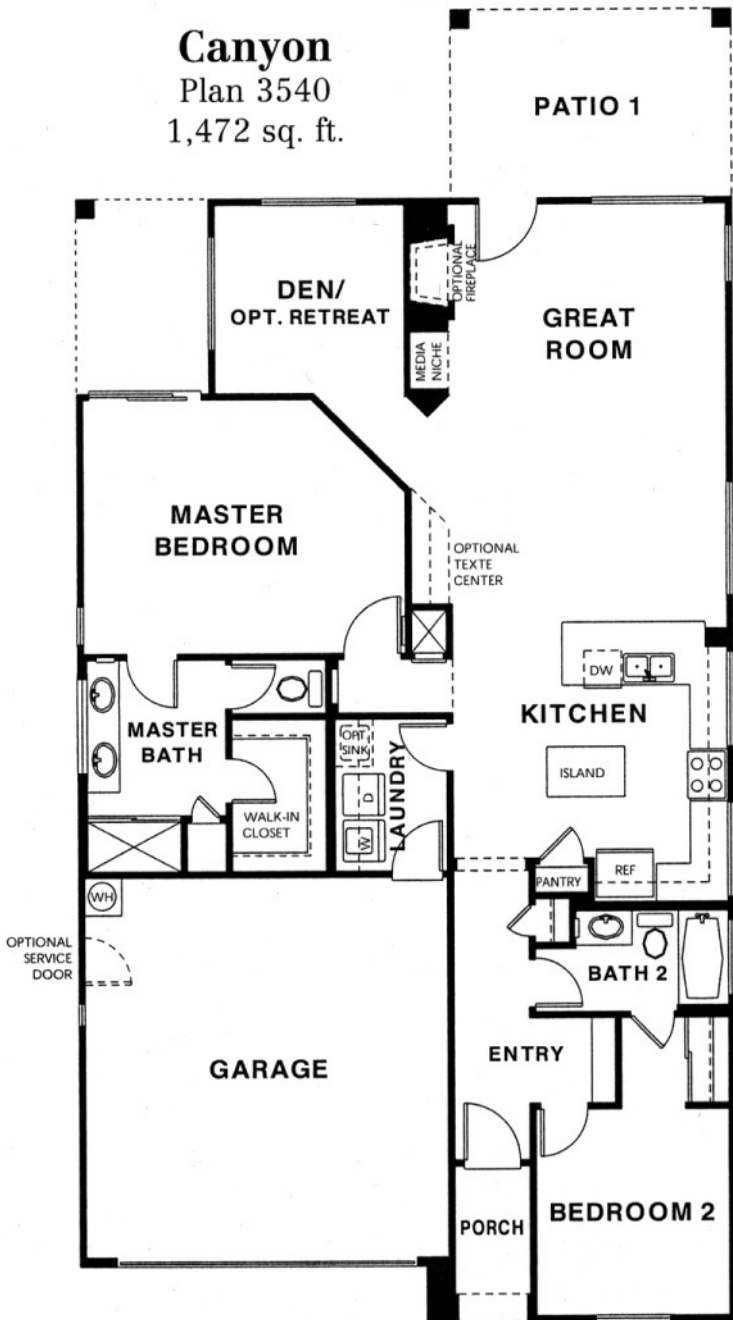 Canyon
Plan 3540
1,472 sq. ft.
PATIO 1
DEN/
OPT. RETREAT
OPTIONAL
FIREPLACE
MEDIA
NICHE
GREAT
ROOM
MASTER
BEDROOM
OPTIONAL
TEXTE
CENTER
DW
KITCHEN
MASTER
BATH
OPT
SINK
LAUNDRY
ISLAND
D
WALK-IN
CLOSET
W
REF
PANTRY
WH
OPTIONAL
SERVICE
DOOR
BATH 2
ENTRY
GARAGE
BEDROOM 2
PORCH